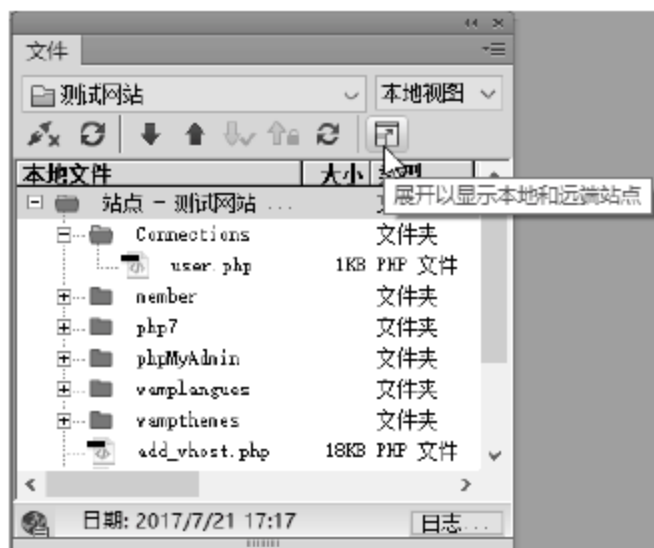 文件
测试网站 本地视图
本地文件 大小 类型
展开以显示本地和远端站点
站点 - 测试网站 ...
Connections 文件夹
user.php 1KB PHP 文件
member 文件夹
php7 文件夹
phpMyAdmin 文件夹
wamplangues 文件夹
wampthemes 文件夹
add_vhost.php 18KB PHP 文件
日期: 2017/7/21 17:17 日志...